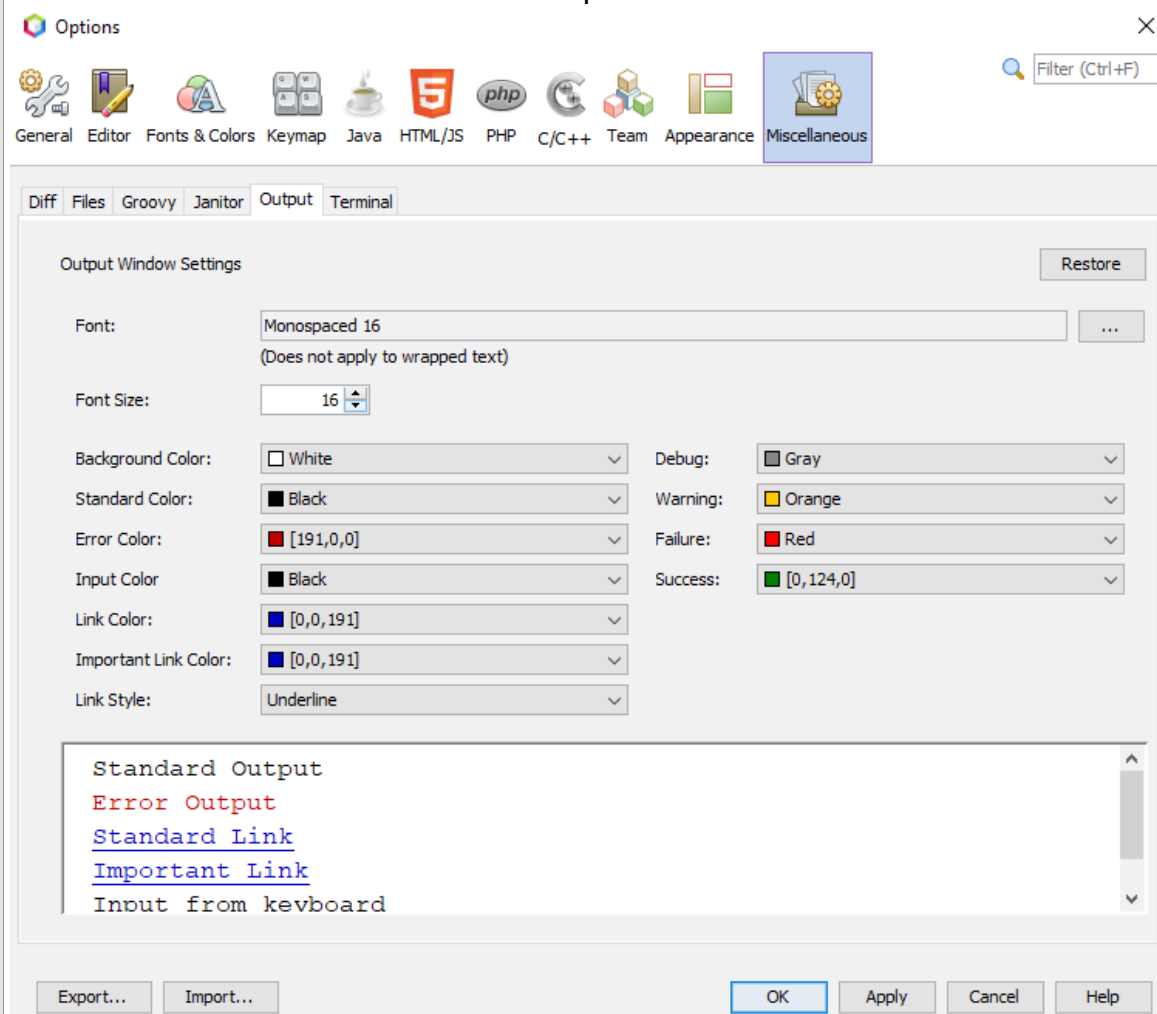 Options
Filter (Ctrl+F)
General Editor Fonts & Colors Keymap Java HTML/JS PHP C/C++ Team Appearance Miscellaneous
Diff Files Groovy Janitor Output Terminal
Output Window Settings Restore
Font: Monospaced 16 ...
(Does not apply to wrapped text)
Font Size: 16
Background Color: White Debug: Gray
Standard Color: Black Warning: Orange
Error Color: [191,0,0] Failure: Red
Input Color Black Success: [0,124,0]
Link Color: [0,0,191]
Important Link Color: [0,0,191]
Link Style: Underline
Standard Output
Error Output
Standard Link
Important Link
Input from keyboard
Export... Import... OK Apply Cancel Help